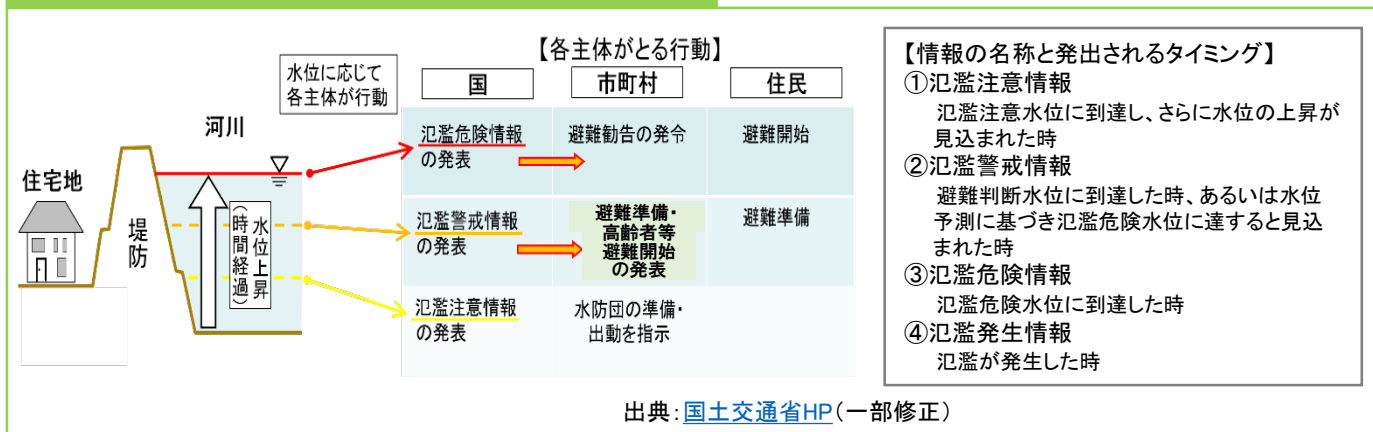 【各主体がとる行動】
水位に応じて
各主体が行動
国
市町村
住民
河川
住宅地
堤防
水位上昇
（時間経過）
氾濫危険情報
の発表
避難勧告の発令
避難開始
氾濫警戒情報
の発表
避難準備・
高齢者等
避難開始
の発表
避難準備
氾濫注意情報
の発表
水防団の準備・
出動を指示
【情報の名称と発出されるタイミング】
①氾濫注意情報
氾濫注意水位に到達し、さらに水位の上昇が
見込まれた時
②氾濫警戒情報
避難判断水位に到達した時、あるいは水位
予測に基づき氾濫危険水位に達すると見込
まれた時
③氾濫危険情報
氾濫危険水位に到達した時
④氾濫発生情報
氾濫が発生した時
出典：国土交通省HP（一部修正）